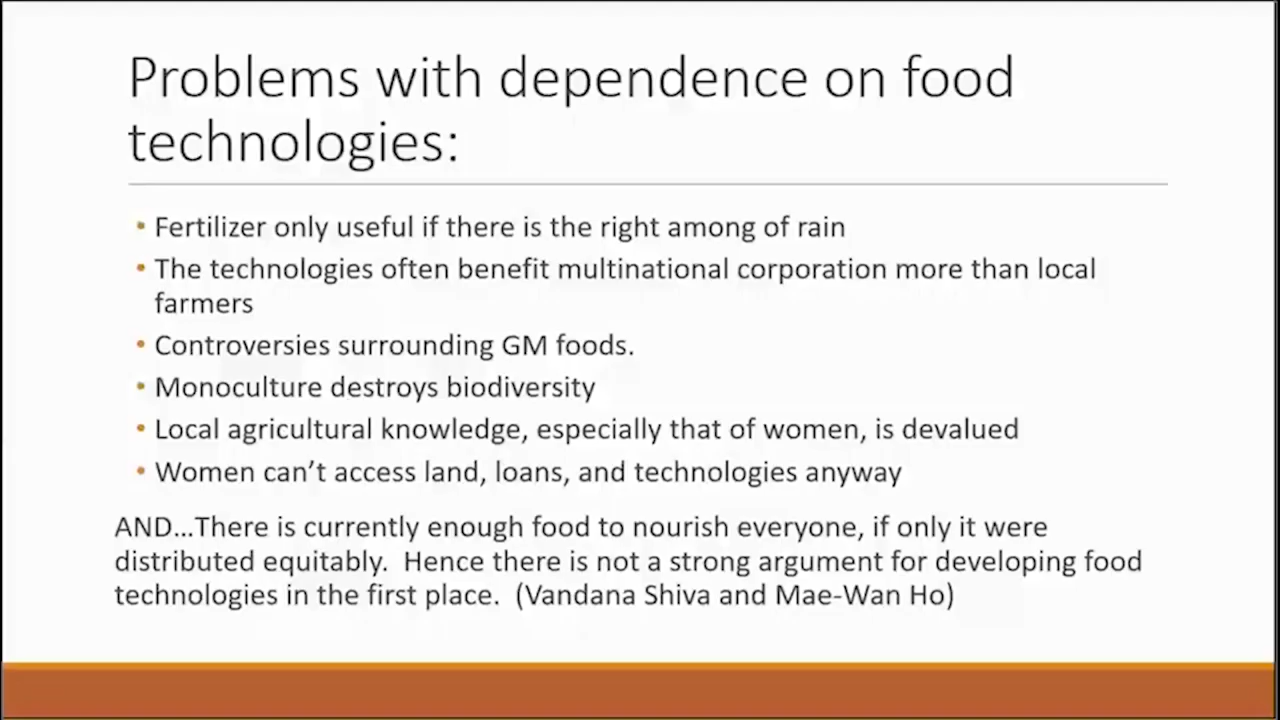 Problems with dependence on food
technologies:
• Fertilizer only useful if there is the right among of rain
• The technologies often benefit multinational corporation more than local
farmers
• Controversies surrounding GM foods.
• Monoculture destroys biodiversity
• Local agricultural knowledge, especially that of women, is devalued
• Women can’t access land, loans, and technologies anyway
AND…There is currently enough food to nourish everyone, if only it were
distributed equitably.  Hence there is not a strong argument for developing food
technologies in the first place.  (Vandana Shiva and Mae-Wan Ho)